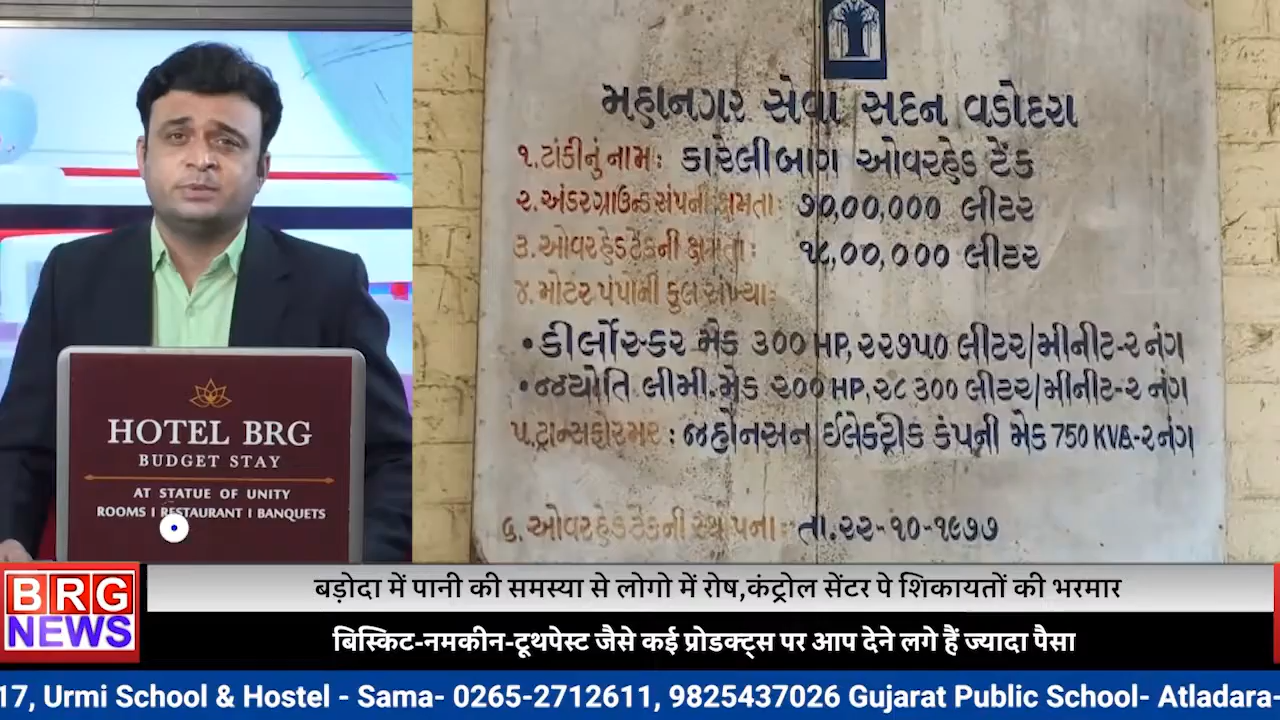 મહાનગર સેવા સદન વડોદરા
૧. ટાંકીનું નામ : કારેલીબાગ ઓવરહેડ ટેંક
૨. અંડરગ્રાઉન્ડ સંપની ક્ષમતા : ૭૦,૦૦,૦૦૦ લીટર
૩. ઓવરહેડ ટેંકની ક્ષમતા : ૧૮,૦૦,૦૦૦ લીટર
૪. મોટર પંપોની કુલ સંખ્યા :
• કીર્લોસ્કર મેક ૩૦૦ HP, ૨૨૭૫૦ લીટર/મીનીટ-૨ નંગ
• જ્યોતિ લીમી. મેક ૨૦૦ HP, ૨૮૩૦૦ લીટર/મીનીટ-૨ નંગ
૫. ટ્રાન્સફોરમર : જહોનસન ઈલેક્ટ્રીક કંપની મેક 750 KVA-૨ નંગ
૬. ઓવરહેડ ટેંકની સ્થાપના : તા. ૨૨-૧૦-૧૯૭૭
HOTEL BRG
BUDGET STAY
AT STATUE OF UNITY
ROOMS I RESTAURANT I BANQUETS
BRG
NEWS
बड़ोदा में पानी की समस्या से लोगो में रोष,कंट्रोल सेंटर पे शिकायतों की भरमार
बिस्किट-नमकीन-टूथपेस्ट जैसे कई प्रोडक्ट्स पर आप देने लगे हैं ज्यादा पैसा
17, Urmi School & Hostel - Sama- 0265-2712611, 9825437026 Gujarat Public School- Atladara-